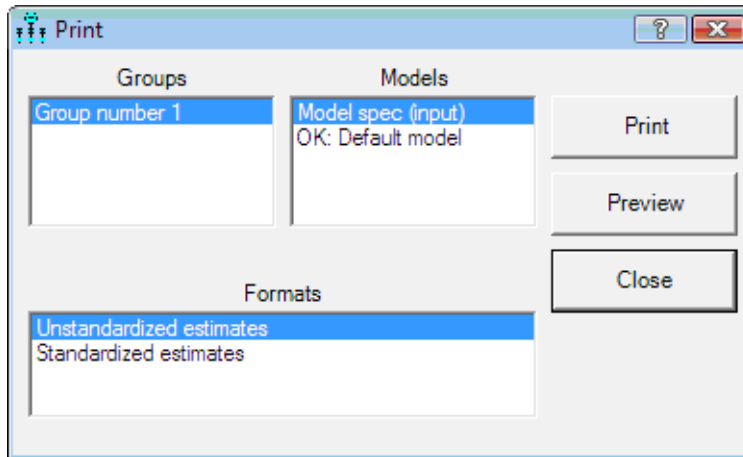 Print
Groups
Models
Group number 1
Model spec (input)
OK: Default model
Print
Preview
Close
Formats
Unstandardized estimates
Standardized estimates